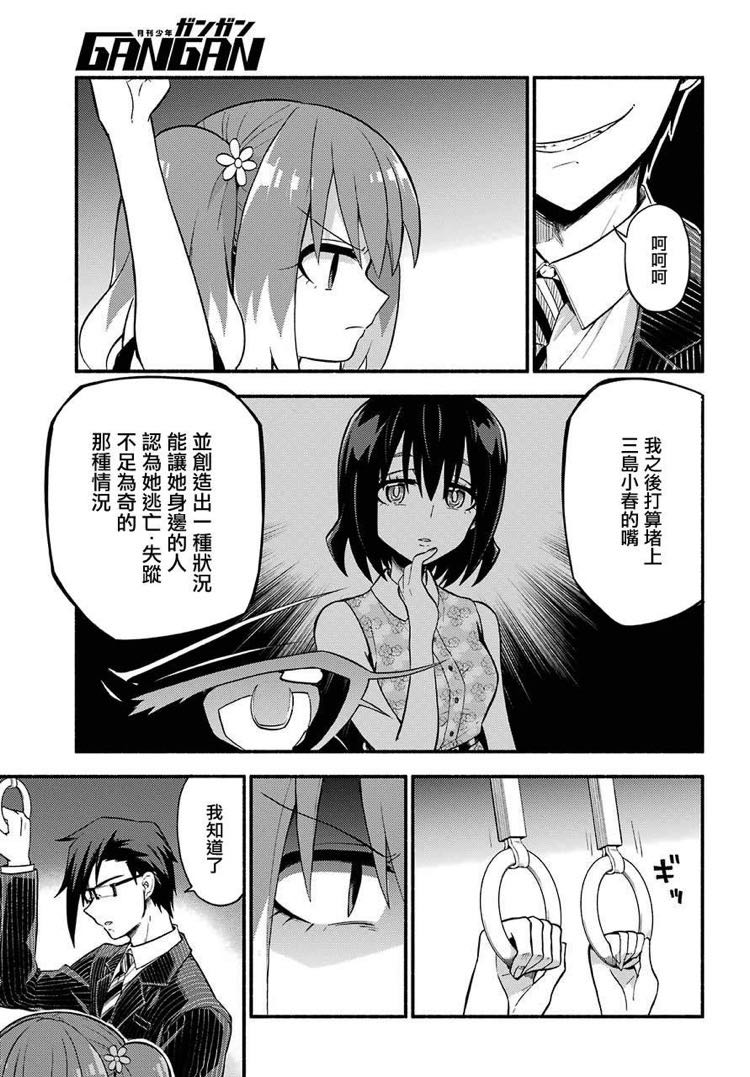 月刊少年
ガンガン
GANGAN
呵呵呵
我之後打算堵上
三島小春的嘴
並創造出一種狀況
能讓她身邊的人
認為她逃亡·失蹤
不足為奇的
那種情況
ギッ
我知道了